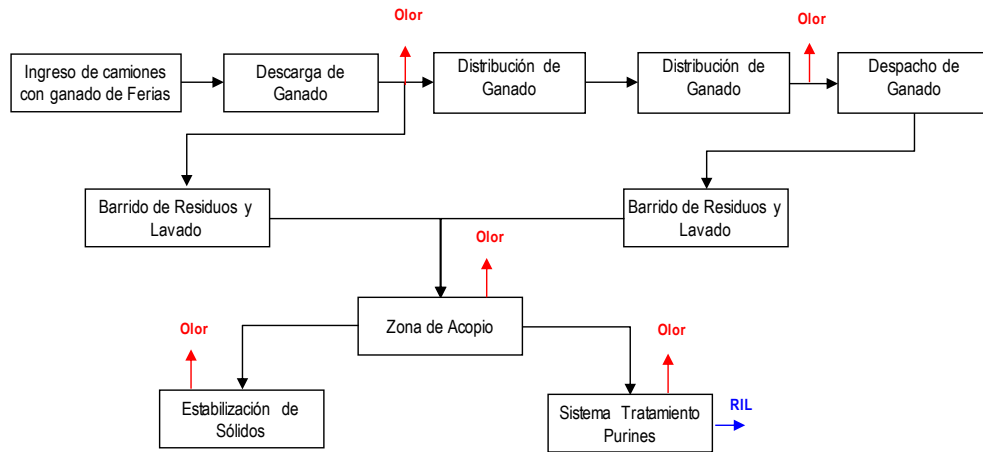 Olor
Olor
Ingreso de camiones
con ganado de Ferias
Descarga de
Ganado
Distribución de
Ganado
Distribución de
Ganado
Despacho de
Ganado
Barrido de Residuos y
Lavado
Barrido de Residuos y
Lavado
Olor
Zona de Acopio
Olor
Olor
Estabilización de
Sólidos
Sistema Tratamiento
Purines
RIL